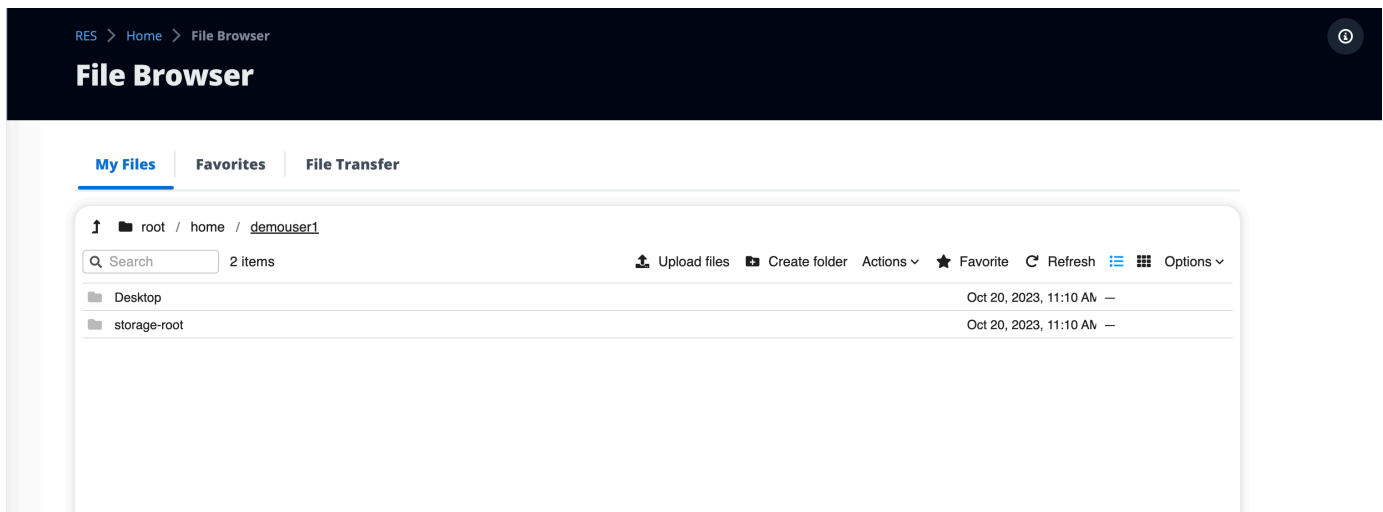 RES > Home > File Browser
File Browser
My Files Favorites File Transfer
root / home / demouser1
Search 2 items Upload files Create folder Actions Favorite Refresh Options
Desktop Oct 20, 2023, 11:10 AM —
storage-root Oct 20, 2023, 11:10 AM —